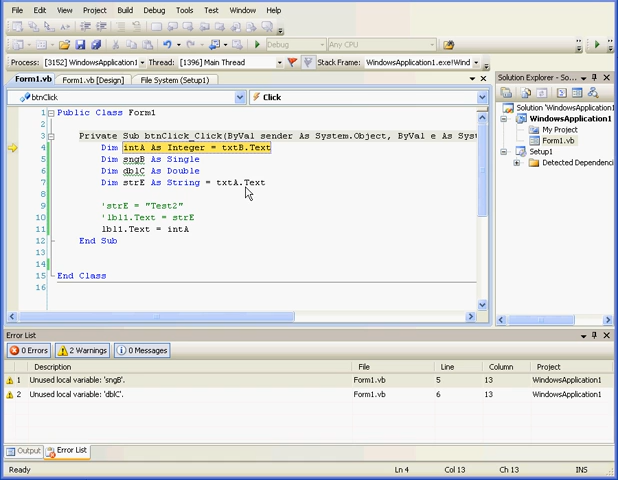 File Edit View Project Build Debug Tools Test Window Help
Debug Any CPU
Process: [3152] WindowsApplication1 Thread: [1396] Main Thread Stack Frame: WindowsApplication1.exe!Wind
Form1.vb Form1.vb [Design] File System (Setup1)
Solution Explorer - So...
btnClick Click
Solution 'WindowsApplication
WindowsApplication1
My Project
Form1.vb
Setup1
Detected Dependenci
1 Public Class Form1
2
3 Private Sub btnClick_Click(ByVal sender As System.Object, ByVal e As Syst
4 Dim intA As Integer = txtB.Text
5 Dim sngB As Single
6 Dim dblC As Double
7 Dim strE As String = txtA.Text
8
9 'strE = "Test2"
10 'lbl1.Text = strE
11 lbl1.Text = intA
12 End Sub
13
14
15 End Class
16
Error List
0 Errors 2 Warnings 0 Messages
Description File Line Column Project
1 Unused local variable: 'sngB'. Form1.vb 5 13 WindowsApplication1
2 Unused local variable: 'dblC'. Form1.vb 6 13 WindowsApplication1
Output Error List
Ready Ln 4 Col 13 Ch 13 INS